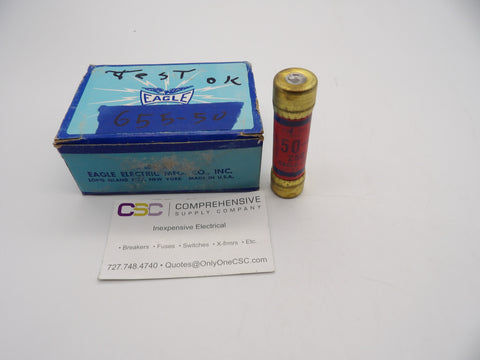 TEST OK
EAGLE
655-50
EAGLE ELECTRIC MFG. CO., INC.
LONG ISLAND CITY, NEW YORK MADE IN U.S.A.
CSC COMPREHENSIVE
SUPPLY COMPANY
Inexpensive Electrical
• Breakers • Fuses • Switches • X-fmrs • Etc.
727.748.4740 • Quotes@OnlyOneCSC.com